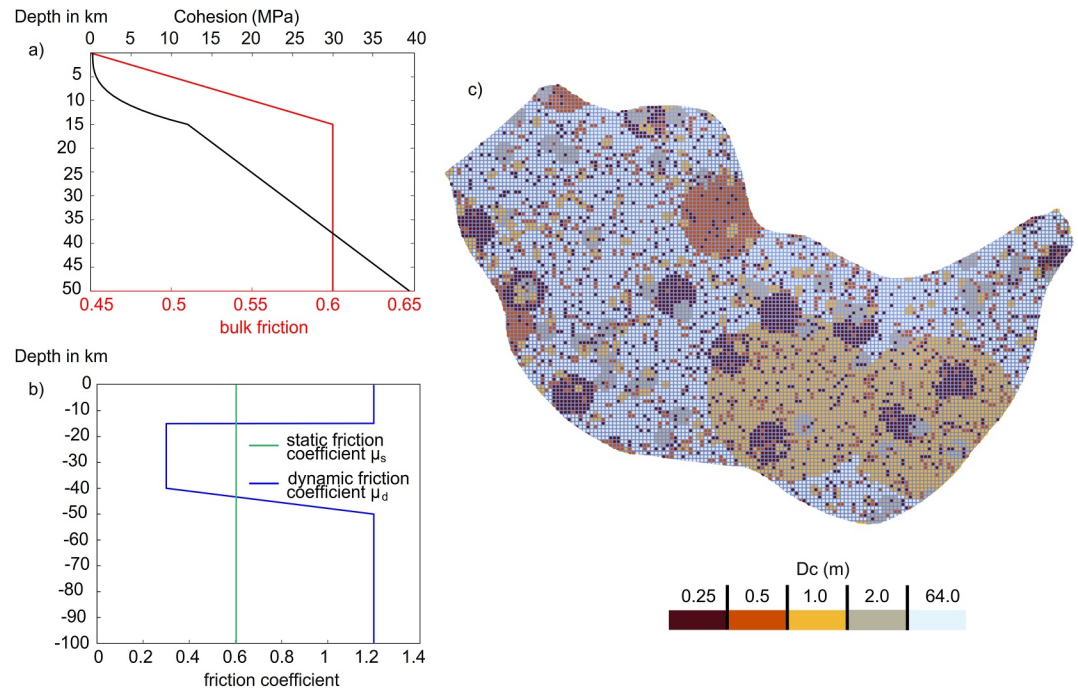 Depth in km
Cohesion (MPa)
0 5 10 15 20 25 30 35 40
a)
5
10
15
20
25
30
35
40
45
50
0.45 0.5 0.55 0.6 0.65
bulk friction
Depth in km
b)
0
-10
-20
-30
-40
-50
-60
-70
-80
-90
-100
static friction
coefficient μs
dynamic friction
coefficient μd
0 0.2 0.4 0.6 0.8 1 1.2 1.4
friction coefficient
c)
Dc (m)
0.25 0.5 1.0 2.0 64.0